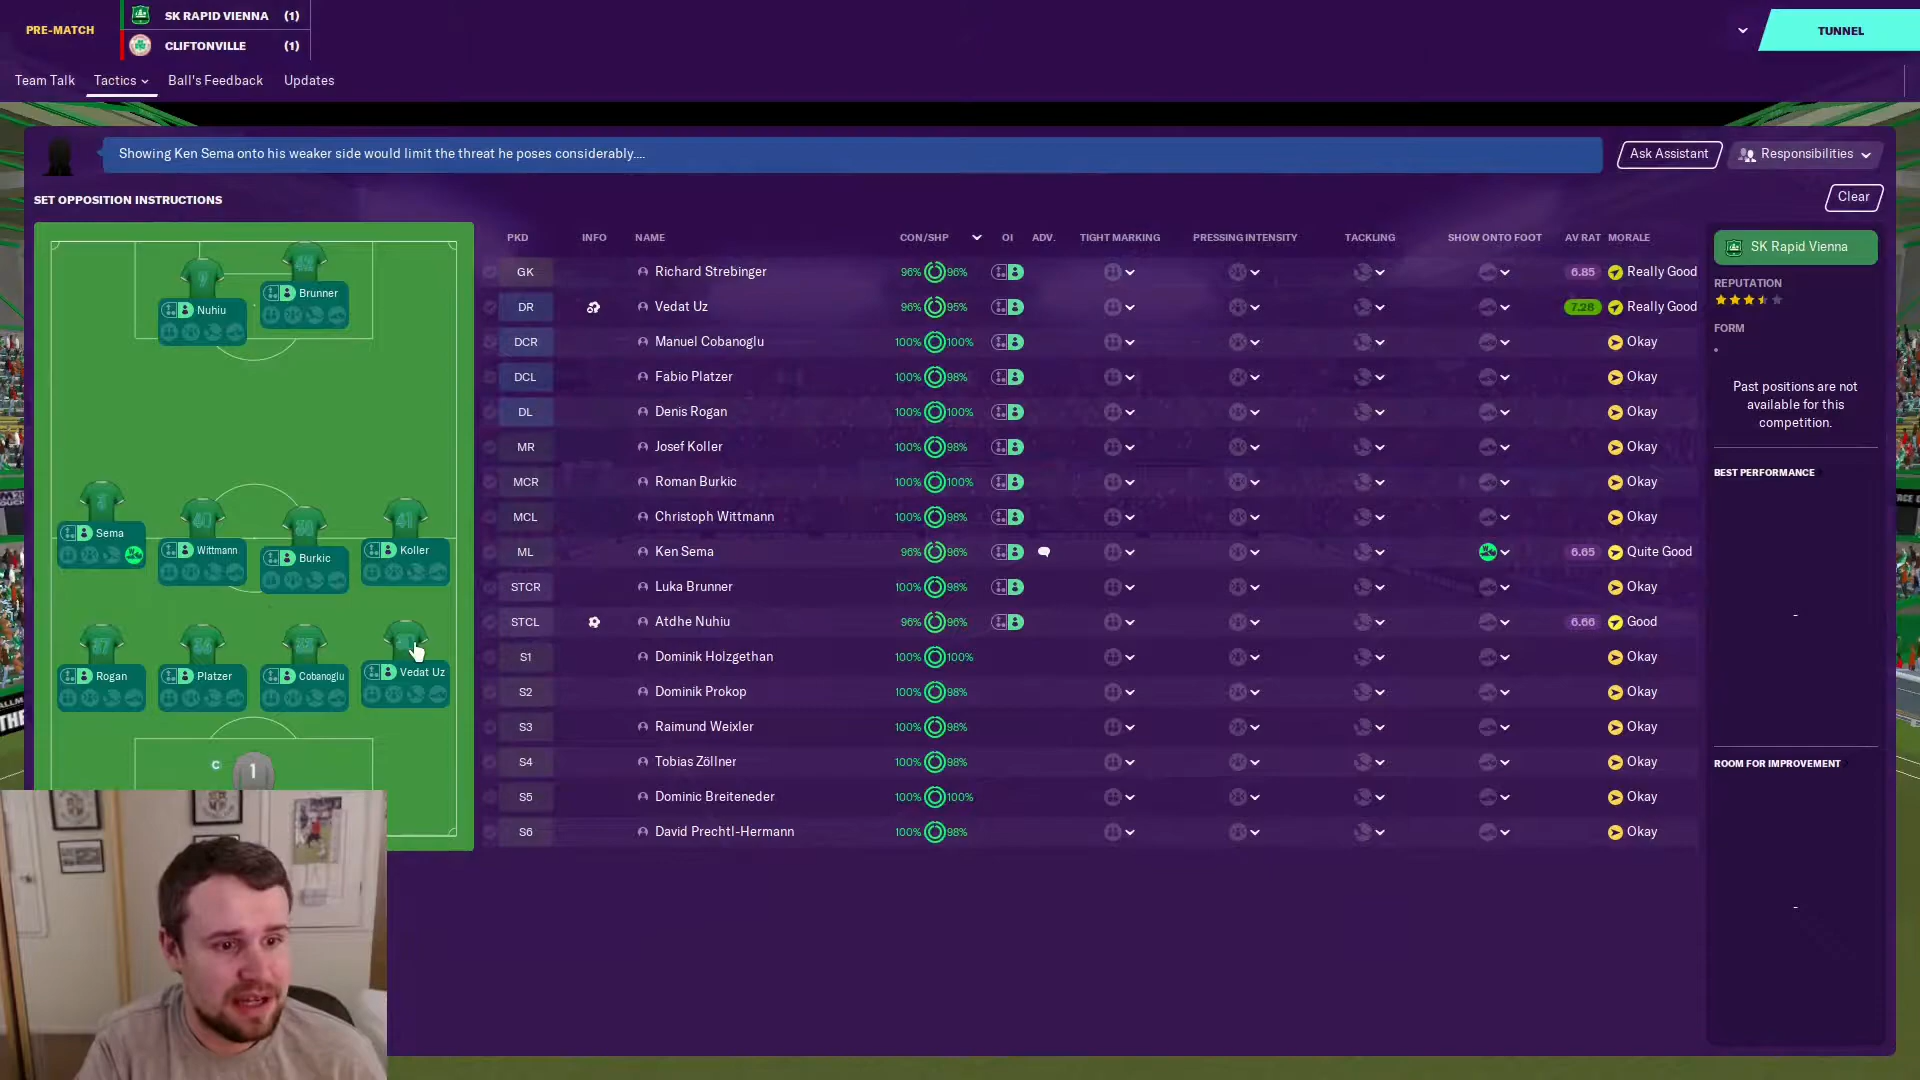 PRE-MATCH
SK RAPID VIENNA (1)
CLIFTONVILLE (1)
TUNNEL
Team Talk Tactics Ball's Feedback Updates
Showing Ken Sema onto his weaker side would limit the threat he poses considerably....
Ask Assistant Responsibilities
SET OPPOSITION INSTRUCTIONS
Clear
PKD INFO NAME CON/SHP OI ADV. TIGHT MARKING PRESSING INTENSITY TACKLING SHOW ONTO FOOT AV RAT MORALE
GK Richard Strebinger 96% 96% 6.85 Really Good
DR Vedat Uz 96% 95% 7.28 Really Good
DCR Manuel Cobanoglu 100% 100% Okay
DCL Fabio Platzer 100% 98% Okay
DL Denis Rogan 100% 100% Okay
MR Josef Koller 100% 98% Okay
MCR Roman Burkic 100% 100% Okay
MCL Christoph Wittmann 100% 98% Okay
ML Ken Sema 96% 96% 6.65 Quite Good
STCR Luka Brunner 100% 98% Okay
STCL Atdhe Nuhiu 96% 96% 6.66 Good
S1 Dominik Holzgethan 100% 100% Okay
S2 Dominik Prokop 100% 98% Okay
S3 Raimund Weixler 100% 98% Okay
S4 Tobias Zöllner 100% 98% Okay
S5 Dominic Breiteneder 100% 100% Okay
S6 David Prechtl-Hermann 100% 98% Okay
Brunner
Nuhiu
Sema
Wittmann
Burkic
Koller
Rogan
Platzer
Cobanoglu
Vedat Uz
C 1
SK Rapid Vienna
REPUTATION
FORM
Past positions are not
available for this
competition.
BEST PERFORMANCE
-
ROOM FOR IMPROVEMENT
-